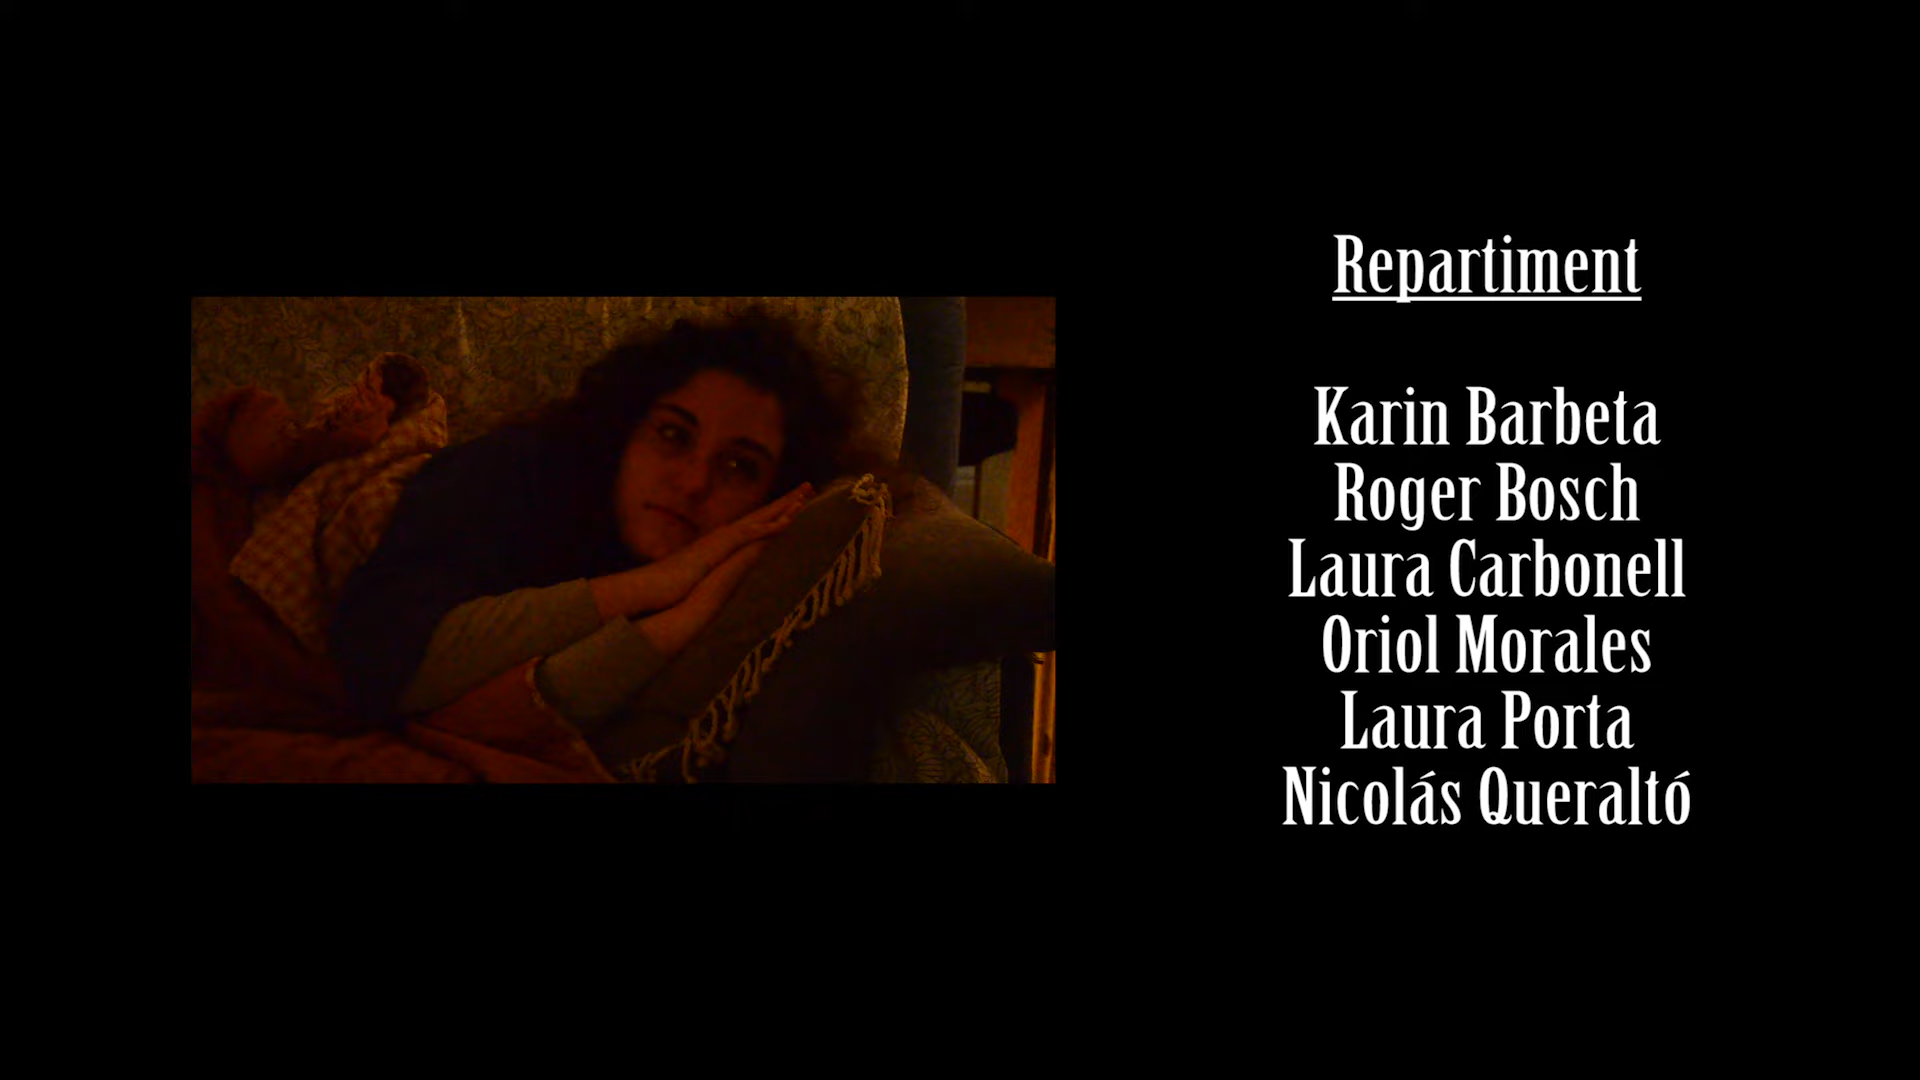 Repartiment
Karin Barbeta
Roger Bosch
Laura Carbonell
Oriol Morales
Laura Porta
Nicolás Queraltó